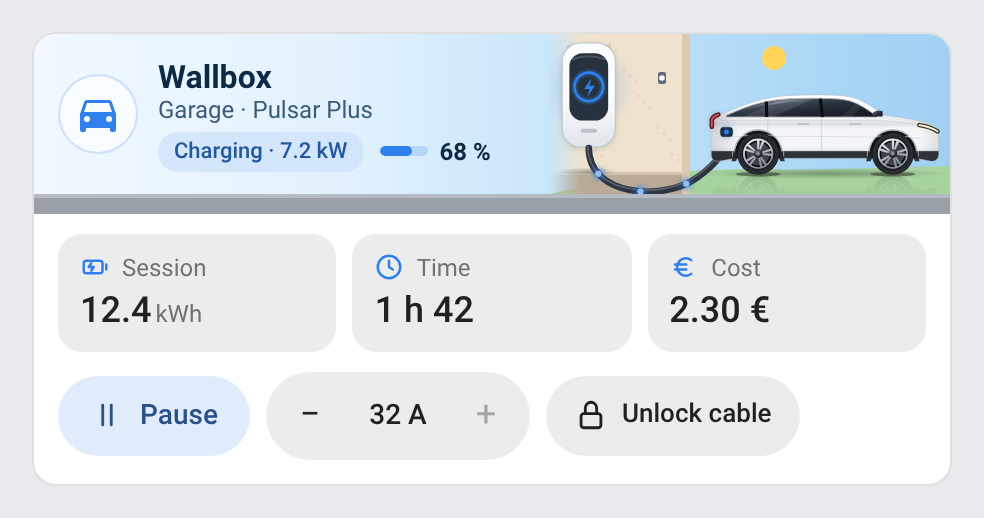 Wallbox
Garage · Pulsar Plus
Charging · 7.2 kW
68 %
Session
12.4 kWh
Time
1 h 42
Cost
2.30 €
Pause
− 32 A +
Unlock cable